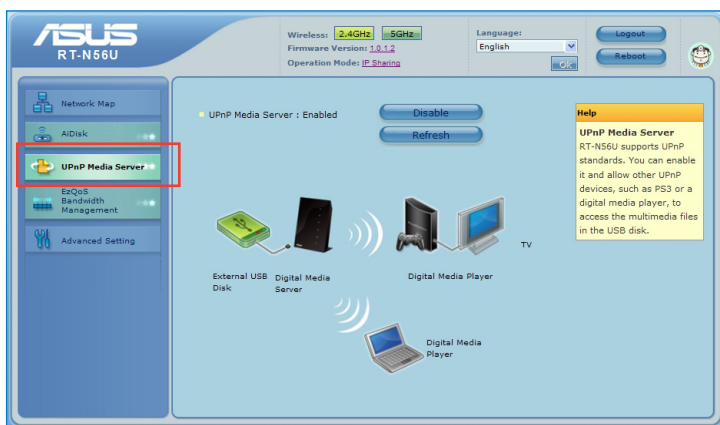 ASUS
RT-N56U
Wireless: 2.4GHz 5GHz
Firmware Version: 1.0.1.2
Operation Mode: IP Sharing
Language:
English
OK
Logout
Reboot
Network Map
AiDisk
UPnP Media Server
EzQoS
Bandwidth
Management
Advanced Setting
UPnP Media Server : Enabled
Disable
Refresh
External USB
Disk
Digital Media
Server
Digital Media Player
TV
Digital Media
Player
Help
UPnP Media Server
RT-N56U supports UPnP
standards. You can enable
it and allow other UPnP
devices, such as PS3 or a
digital media player, to
access the multimedia files
in the USB disk.